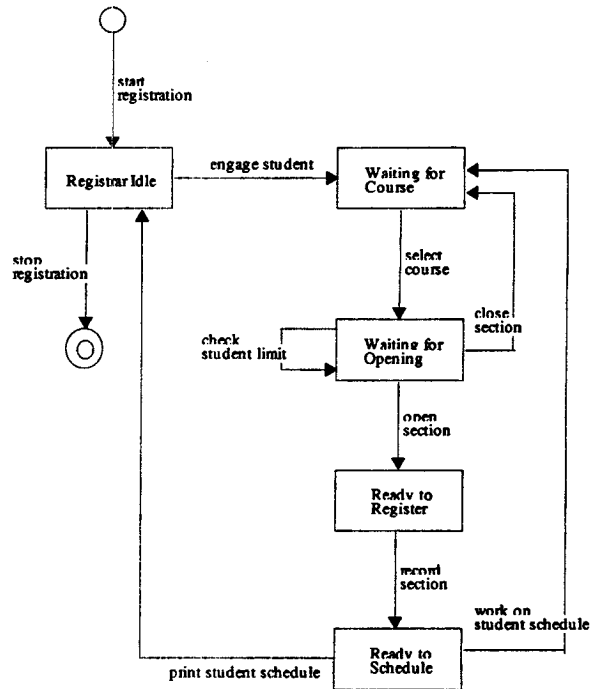 start
registration
Registrar Idle
engage student
Waiting for
Course
stop
registration
select
course
close
section
check
student limit
Waiting for
Opening
open
section
Ready to
Register
record
section
work on
student schedule
Ready to
Schedule
print student schedule